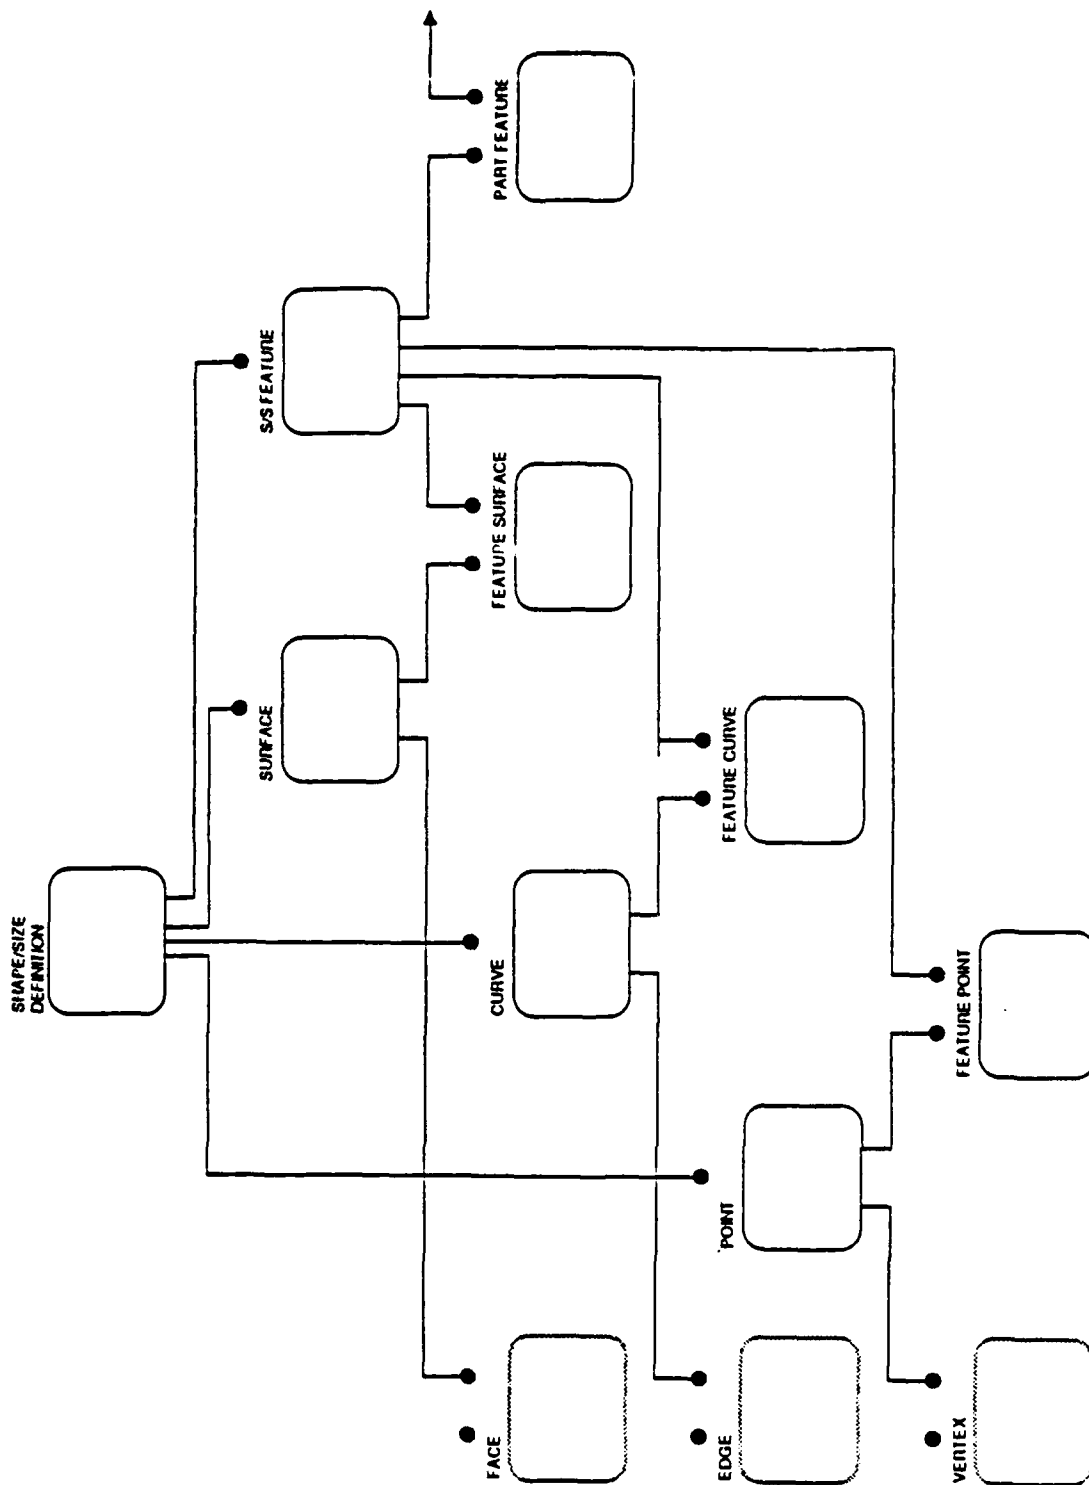 SHAPE/SIZE
DEFINITION
SURFACE
S/S FEATURE
FACE
CURVE
FEATURE SURFACE
PART FEATURE
EDGE
POINT
FEATURE CURVE
VERTEX
FEATURE POINT